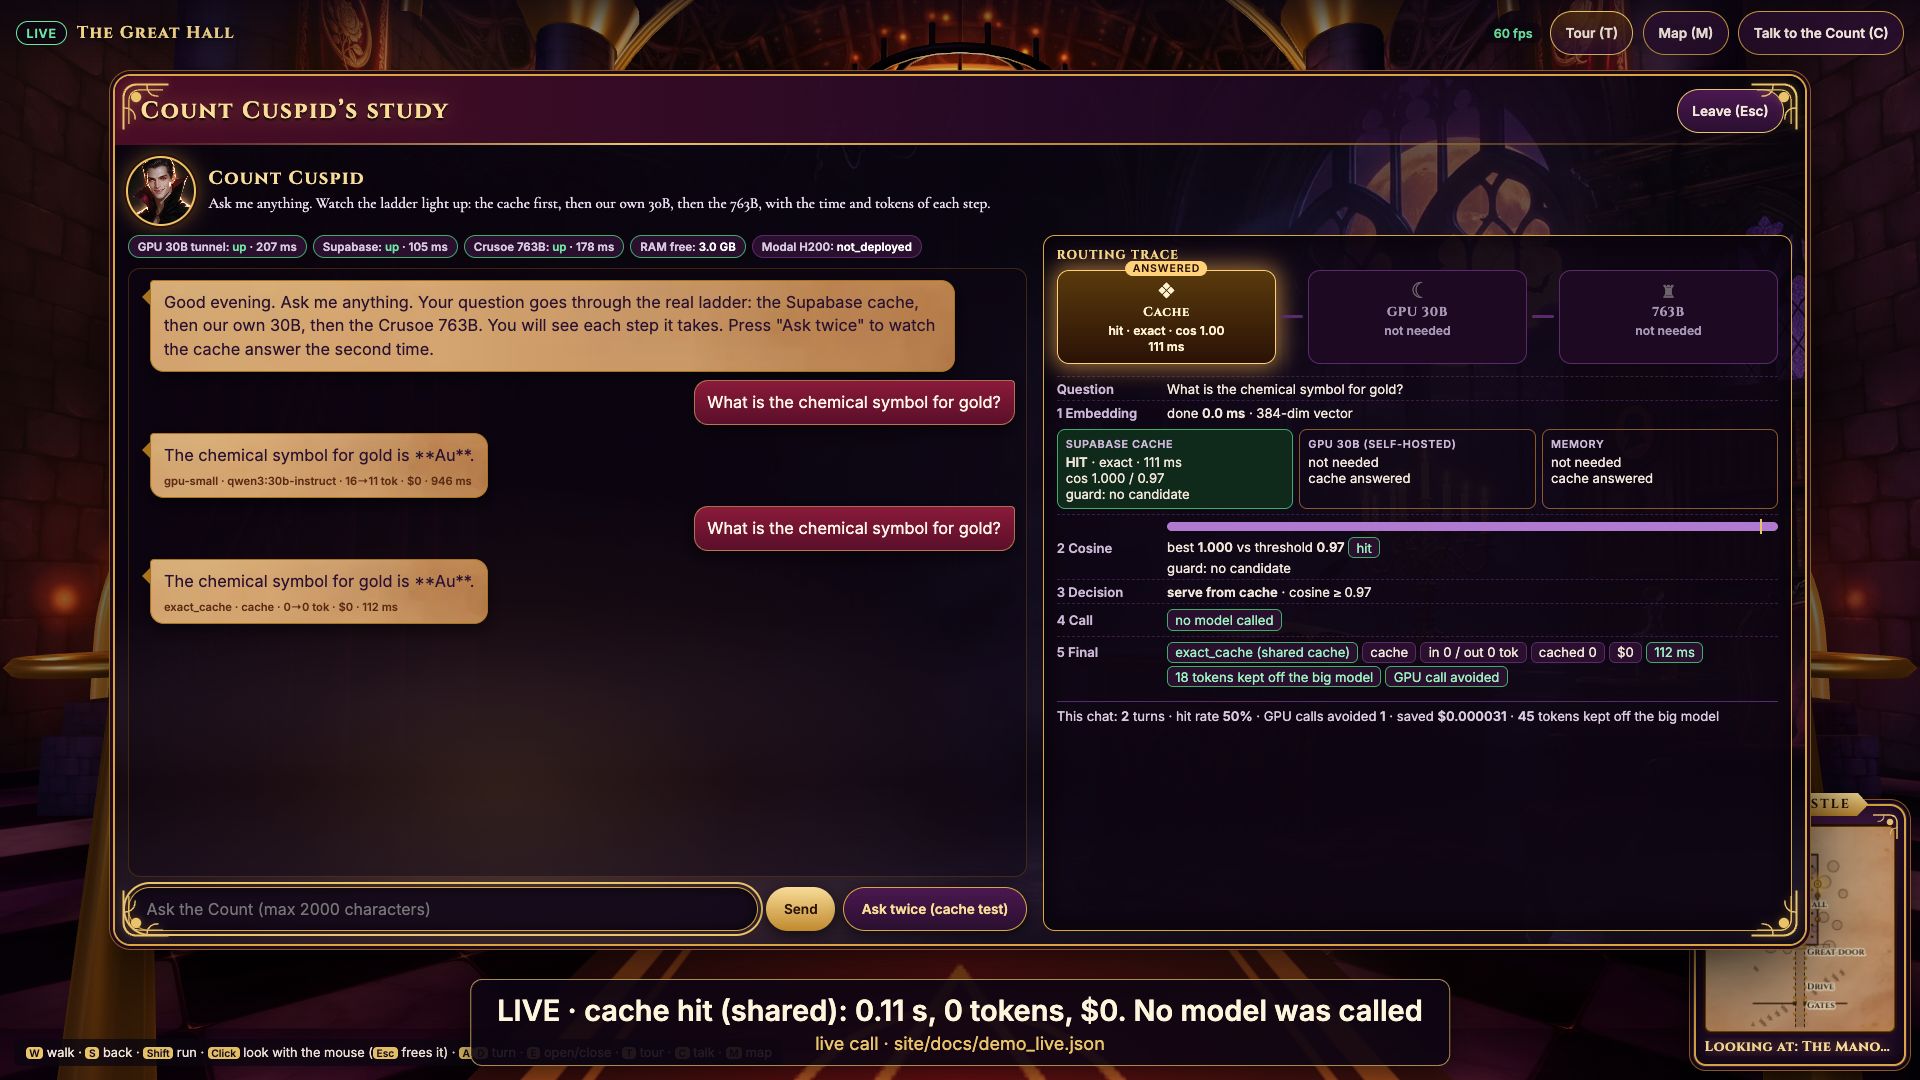 LIVE THE GREAT HALL
60 fps Tour (T) Map (M) Talk to the Count (C)
COUNT CUSPID'S STUDY
Leave (Esc)
COUNT CUSPID
Ask me anything. Watch the ladder light up: the cache first, then our own 30B, then the 763B, with the time and tokens of each step.
GPU 30B tunnel: up · 207 ms Supabase: up · 105 ms Crusoe 763B: up · 178 ms RAM free: 3.0 GB Modal H200: not_deployed
Good evening. Ask me anything. Your question goes through the real ladder: the Supabase cache,
then our own 30B, then the Crusoe 763B. You will see each step it takes. Press "Ask twice" to watch
the cache answer the second time.
What is the chemical symbol for gold?
The chemical symbol for gold is **Au**.
gpu-small · qwen3:30b-instruct · 16→11 tok · $0 · 946 ms
What is the chemical symbol for gold?
The chemical symbol for gold is **Au**.
exact_cache · cache · 0→0 tok · $0 · 112 ms
Ask the Count (max 2000 characters)
Send
Ask twice (cache test)
ROUTING TRACE
ANSWERED
CACHE
hit · exact · cos 1.00
111 ms
GPU 30B
not needed
763B
not needed
Question What is the chemical symbol for gold?
1 Embedding done 0.0 ms · 384-dim vector
SUPABASE CACHE
HIT · exact · 111 ms
cos 1.000 / 0.97
guard: no candidate
GPU 30B (SELF-HOSTED)
not needed
cache answered
MEMORY
not needed
cache answered
2 Cosine best 1.000 vs threshold 0.97 hit
guard: no candidate
3 Decision serve from cache · cosine ≥ 0.97
4 Call no model called
5 Final exact_cache (shared cache) cache in 0 / out 0 tok cached 0 $0 112 ms
18 tokens kept off the big model GPU call avoided
This chat: 2 turns · hit rate 50% · GPU calls avoided 1 · saved $0.000031 · 45 tokens kept off the big model
STLE
ALL
GREAT DOOR
DRIVE
GATES
LOOKING AT: THE MANO...
LIVE · cache hit (shared): 0.11 s, 0 tokens, $0. No model was called
live call · site/docs/demo_live.json
W walk · S back · Shift run · Click look with the mouse (Esc frees it) · A D turn · E open/close · T tour · C talk · M map